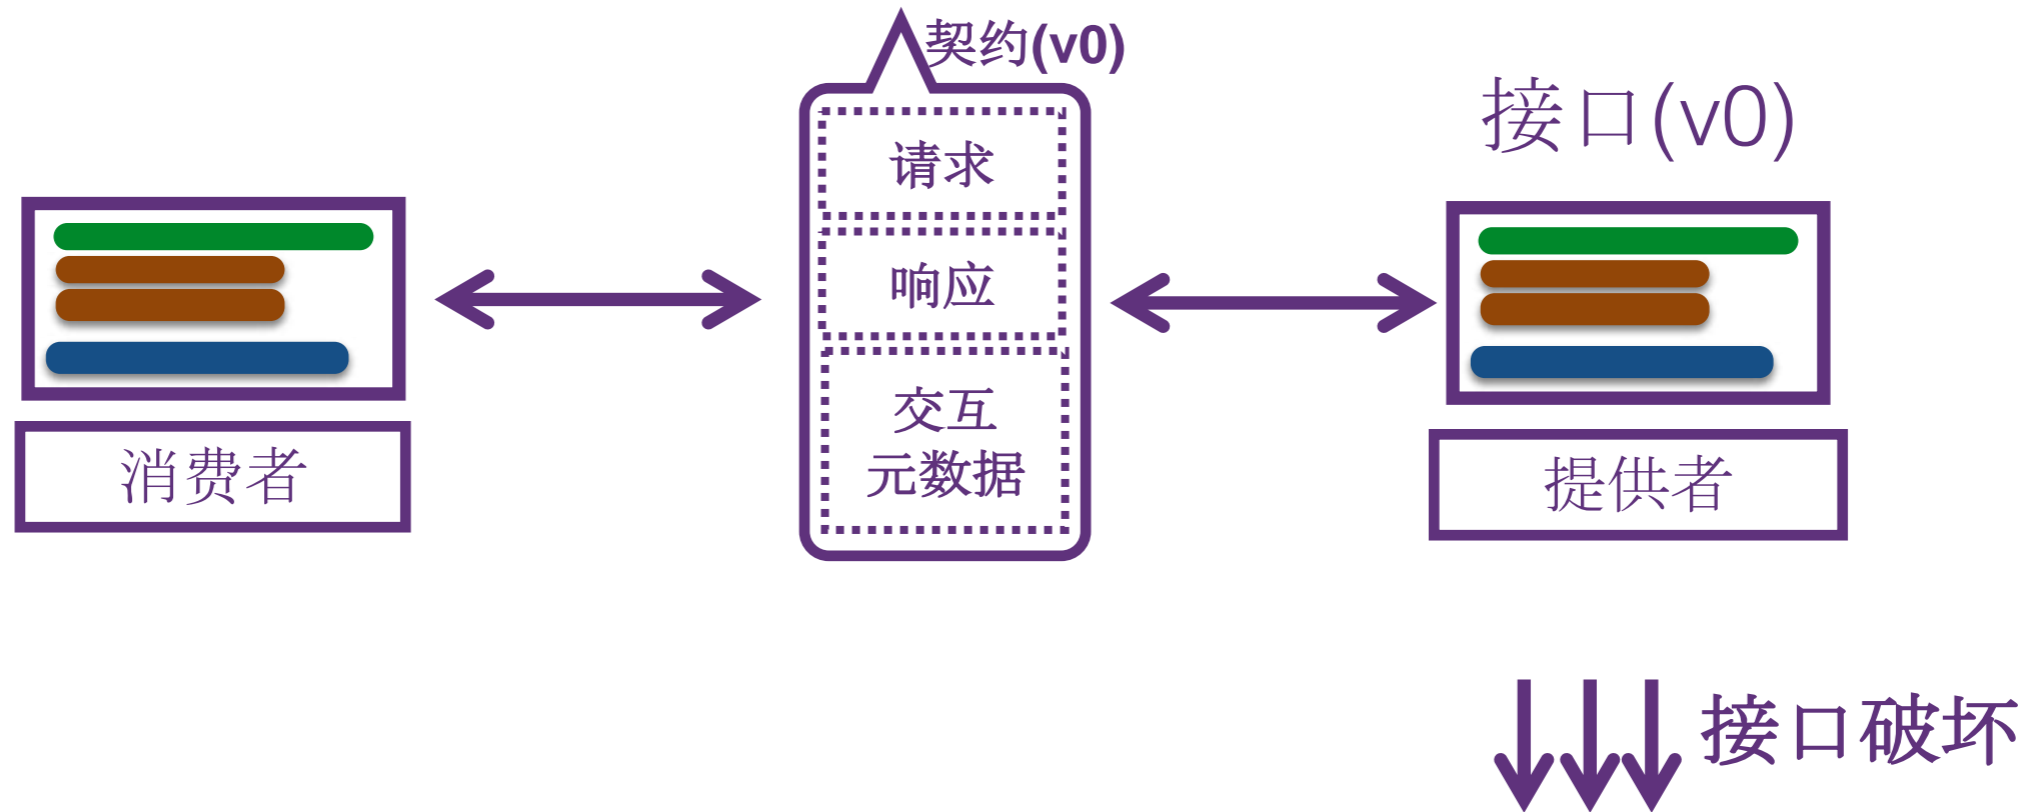 契约(v0)
接口(v0)
请求
响应
交互
元数据
消费者
提供者
接口破坏